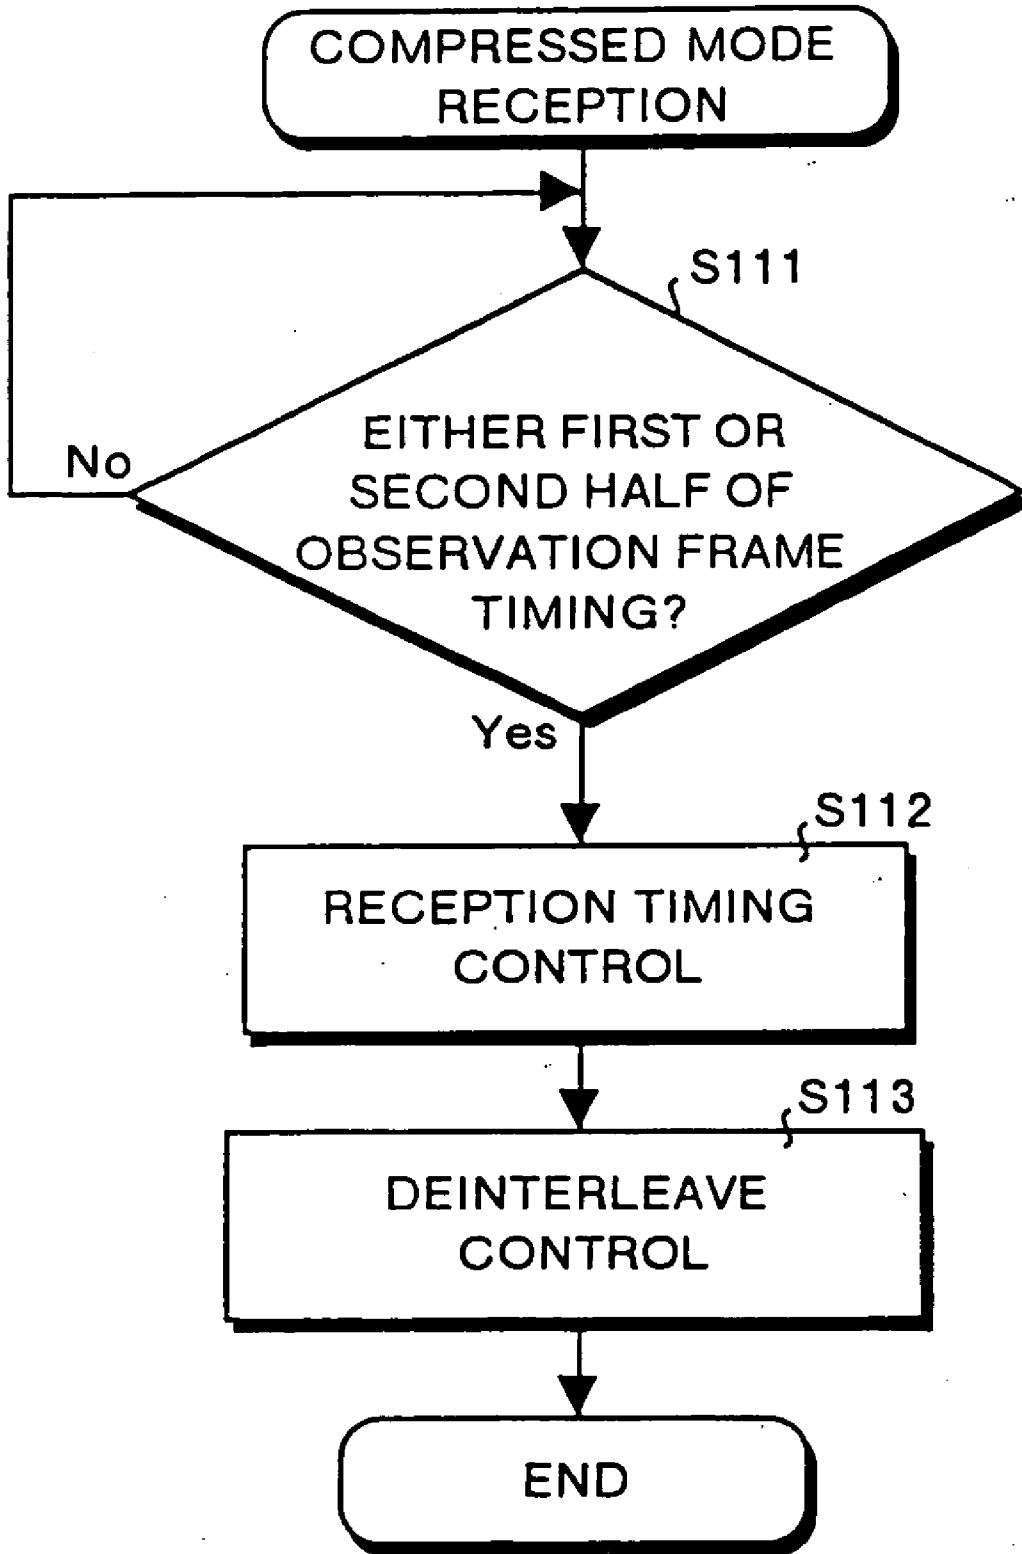 COMPRESSED MODE
RECEPTION
S111
EITHER FIRST OR
SECOND HALF OF
OBSERVATION FRAME
TIMING?
No
Yes
S112
RECEPTION TIMING
CONTROL
S113
DEINTERLEAVE
CONTROL
END